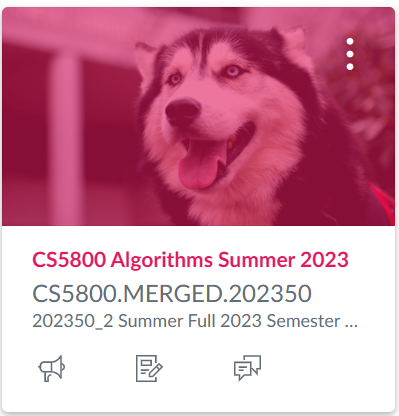 CS5800 Algorithms Summer 2023
CS5800.MERGED.202350
202350_2 Summer Full 2023 Semester ...